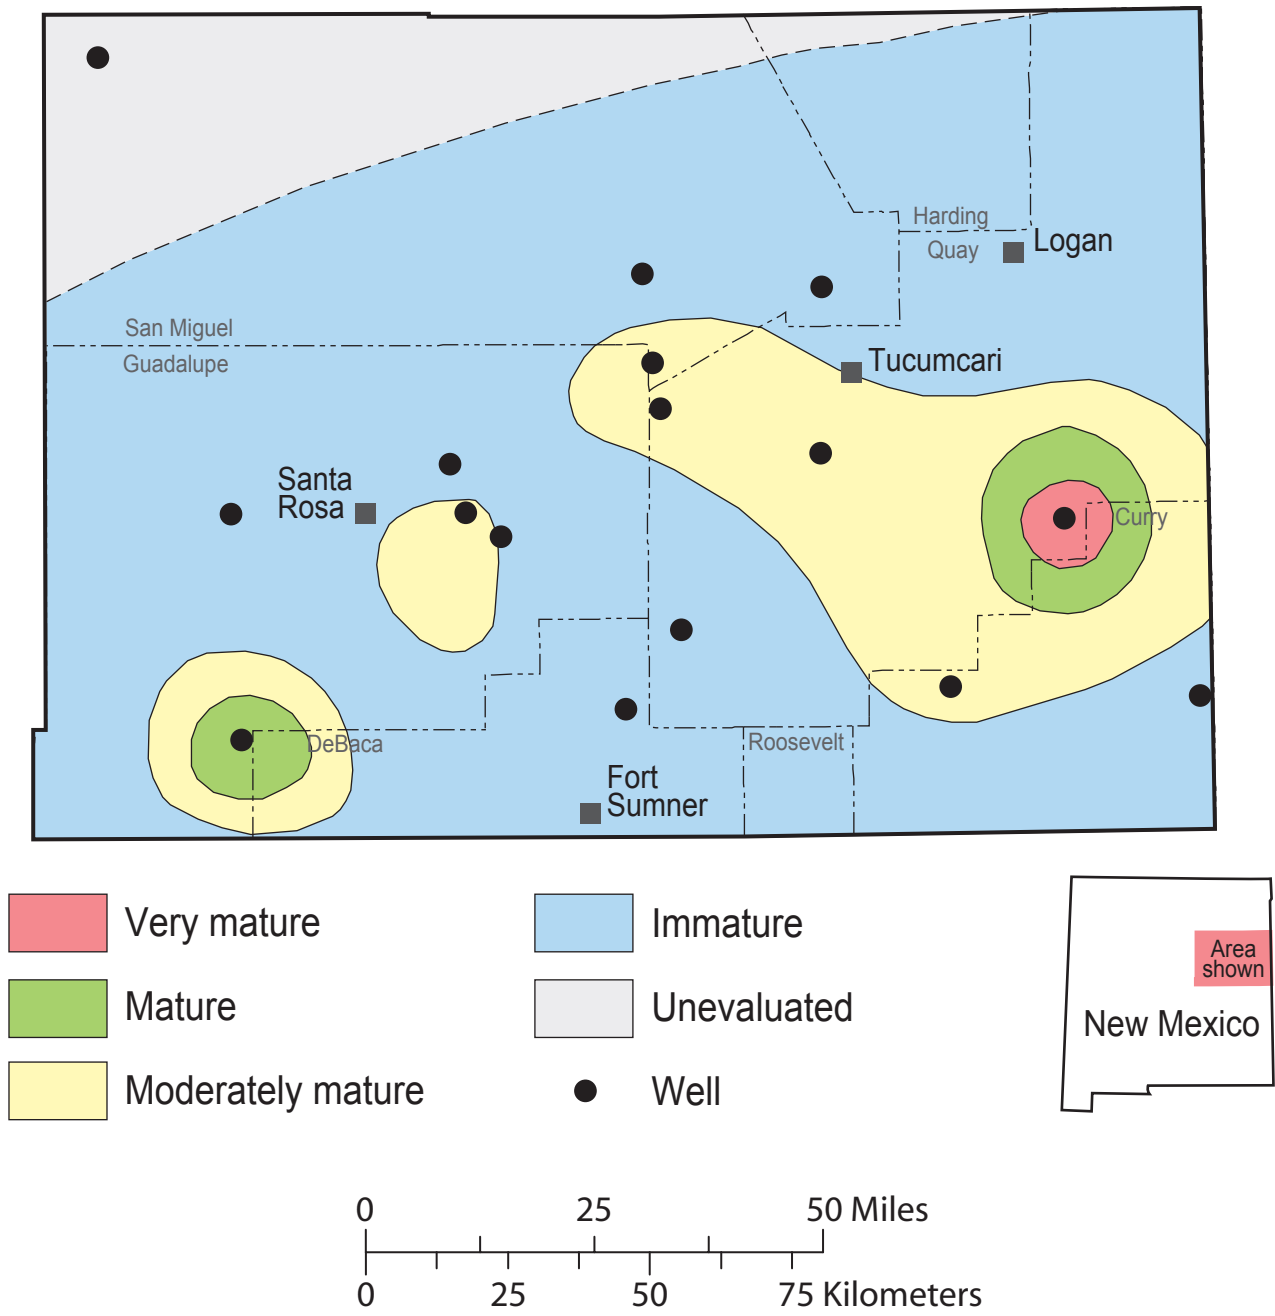 Harding
Quay
Logan
San Miguel
Guadalupe
Tucumcari
Santa
Rosa
Curry
DeBaca
Roosevelt
Fort
Sumner
Very mature
Immature
Mature
Unevaluated
Moderately mature
Well
Area
shown
New Mexico
0 25 50 Miles
0 25 50 75 Kilometers